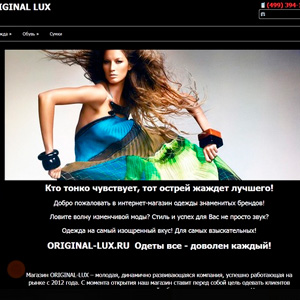 IGINAL LUX
(499) 394-
жда » Обувь » Сумки
Кто тонко чувствует, тот острей жаждет лучшего!
Добро пожаловать в интернет-магазин одежды знаменитых брендов!
Ловите волну изменчивой моды? Стиль и успех для Вас не просто звук?
Одежда на самый изощренный вкус! Для самых взыскательных!
ORIGINAL-LUX.RU Одеты все - доволен каждый!
Магазин ORIGINAL-LUX – молодая, динамично развивающаяся компания, успешно работающая на
рынке с 2012 года. С момента открытия наш магазин ставит перед собой цель одевать клиентов